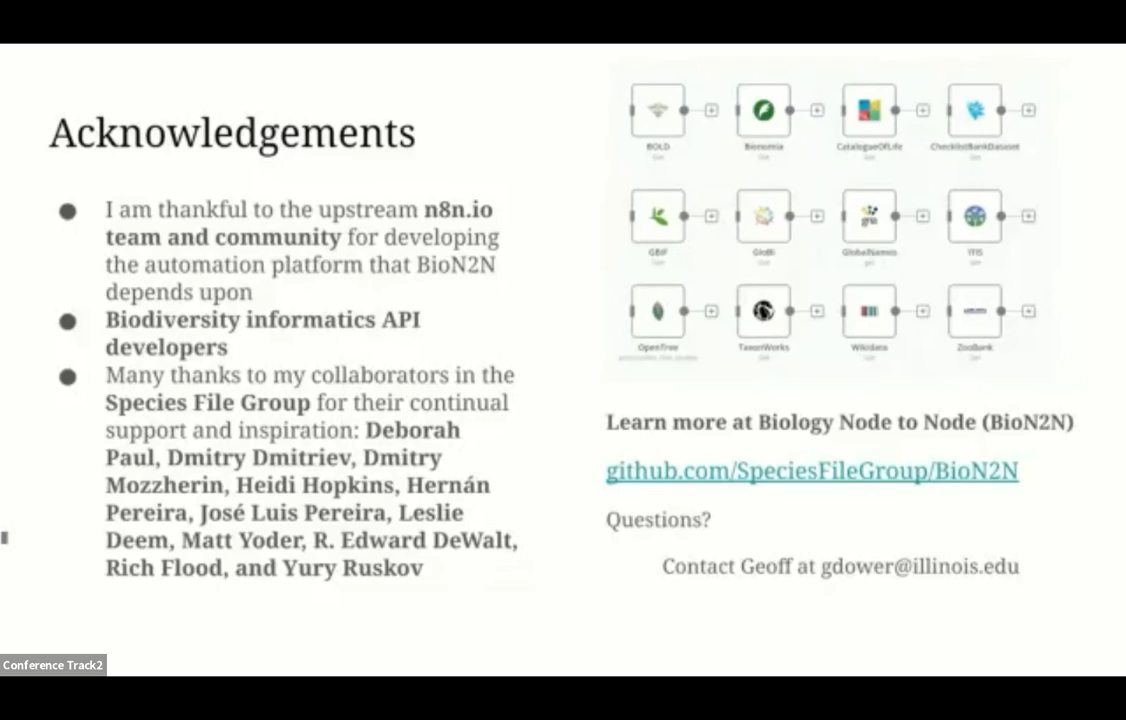 Acknowledgements
● I am thankful to the upstream n8n.io
team and community for developing
the automation platform that BioN2N
depends upon
● Biodiversity informatics API
developers
● Many thanks to my collaborators in the
Species File Group for their continual
support and inspiration: Deborah
Paul, Dmitry Dmitriev, Dmitry
Mozzherin, Heidi Hopkins, Hernán
Pereira, José Luis Pereira, Leslie
Deem, Matt Yoder, R. Edward DeWalt,
Rich Flood, and Yury Ruskov
BOLD Bionomia CatalogueOfLife ChecklistBankDataset
GBIF GloBI GlobalNames ITIS
OpenTree TaxonWorks Wikidata ZooBank
Learn more at Biology Node to Node (BioN2N)
github.com/SpeciesFileGroup/BioN2N
Questions?
Contact Geoff at gdower@illinois.edu
Conference Track2